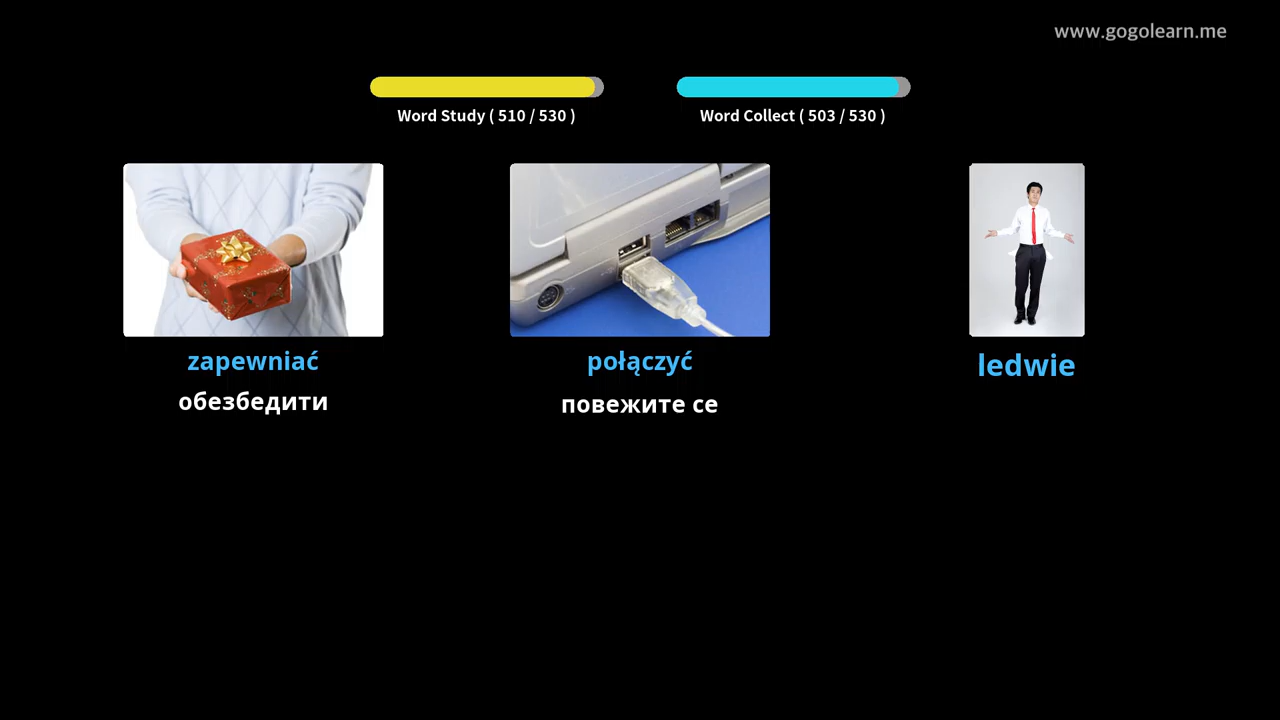 www.gogolearn.me
Word Study ( 510 / 530 )
Word Collect ( 503 / 530 )
zapewniać
połączyć
ledwie
обезбедити
повежите се